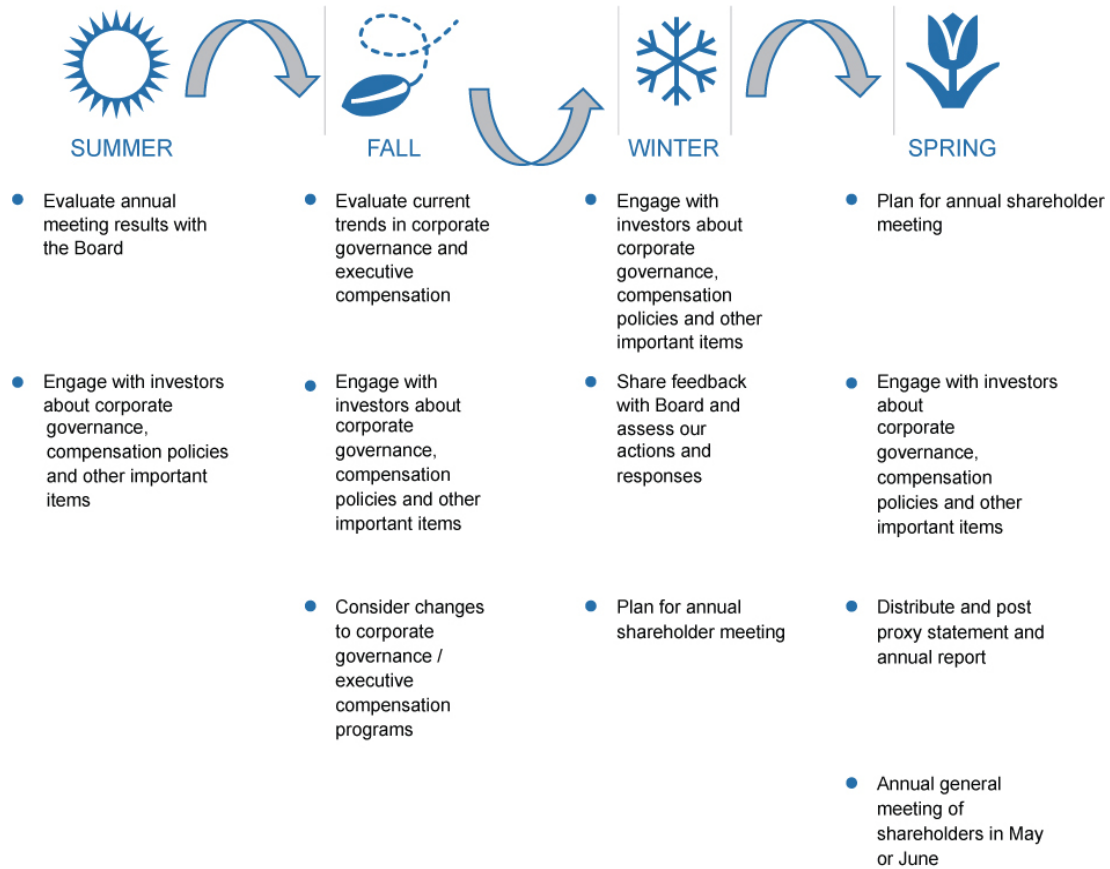 SUMMER
FALL
WINTER
SPRING
Evaluate annual
meeting results with
the Board
Engage with investors
about corporate
governance,
compensation policies
and other important
items
Evaluate current
trends in corporate
governance and
executive
compensation
Engage with
investors about
corporate
governance,
compensation
policies and other
important items
Consider changes
to corporate
governance /
executive
compensation
programs
Engage with
investors about
corporate
governance,
compensation
policies and other
important items
Share feedback
with Board and
assess our
actions and
responses
Plan for annual
shareholder meeting
Plan for annual shareholder
meeting
Engage with investors
about
corporate
governance,
compensation
policies and other
important items
Distribute and post
proxy statement and
annual report
Annual general
meeting of
shareholders in May
or June